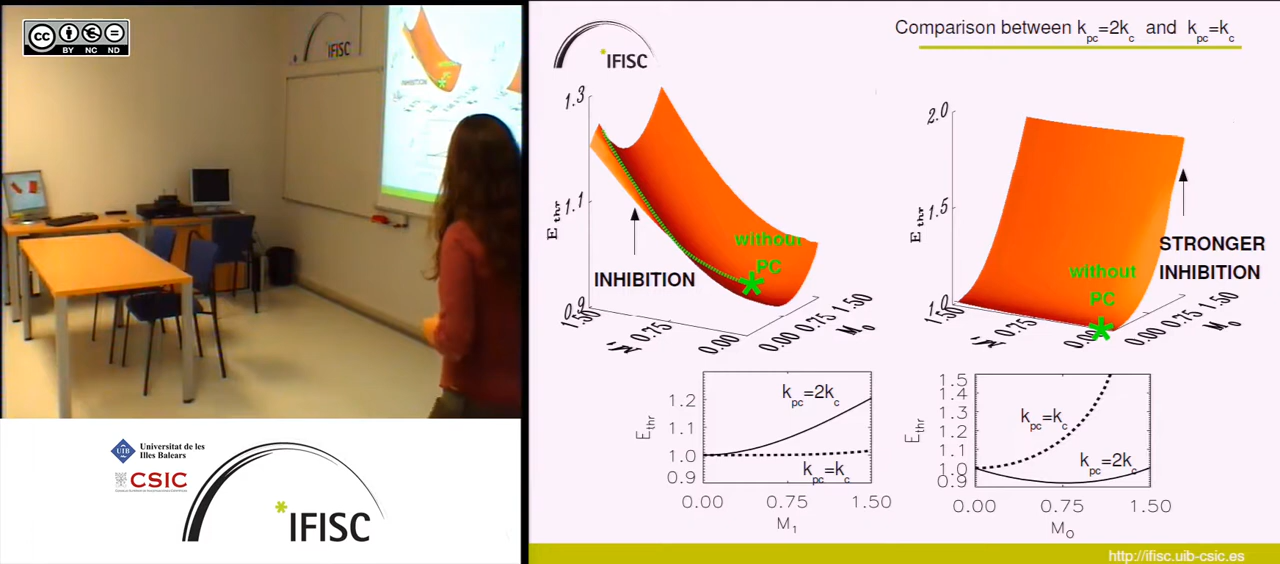 cc
BY NC ND
IFISC
Universitat de les
Illes Balears
UIB
CSIC
*IFISC
*IFISC
Comparison between k_pc=2k_c and k_pc=k_c
1.3
1.1
0.9
E_thr
1.50
0.75
0.00
0.00
0.75
1.50
M_0
without
PC
INHIBITION
2.0
1.5
1.0
E_thr
1.50
0.75
0.00
0.75
1.50
M_0
without
PC
STRONGER
INHIBITION
1.2
1.1
1.0
0.9
E_thr
k_pc=2k_c
k_pc=k_c
0.00 0.75 1.50
M_1
1.5
1.4
1.3
1.2
1.1
1.0
0.9
E_thr
k_pc=k_c
k_pc=2k_c
0.00 0.75 1.50
M_0
http://ifisc.uib-csic.es